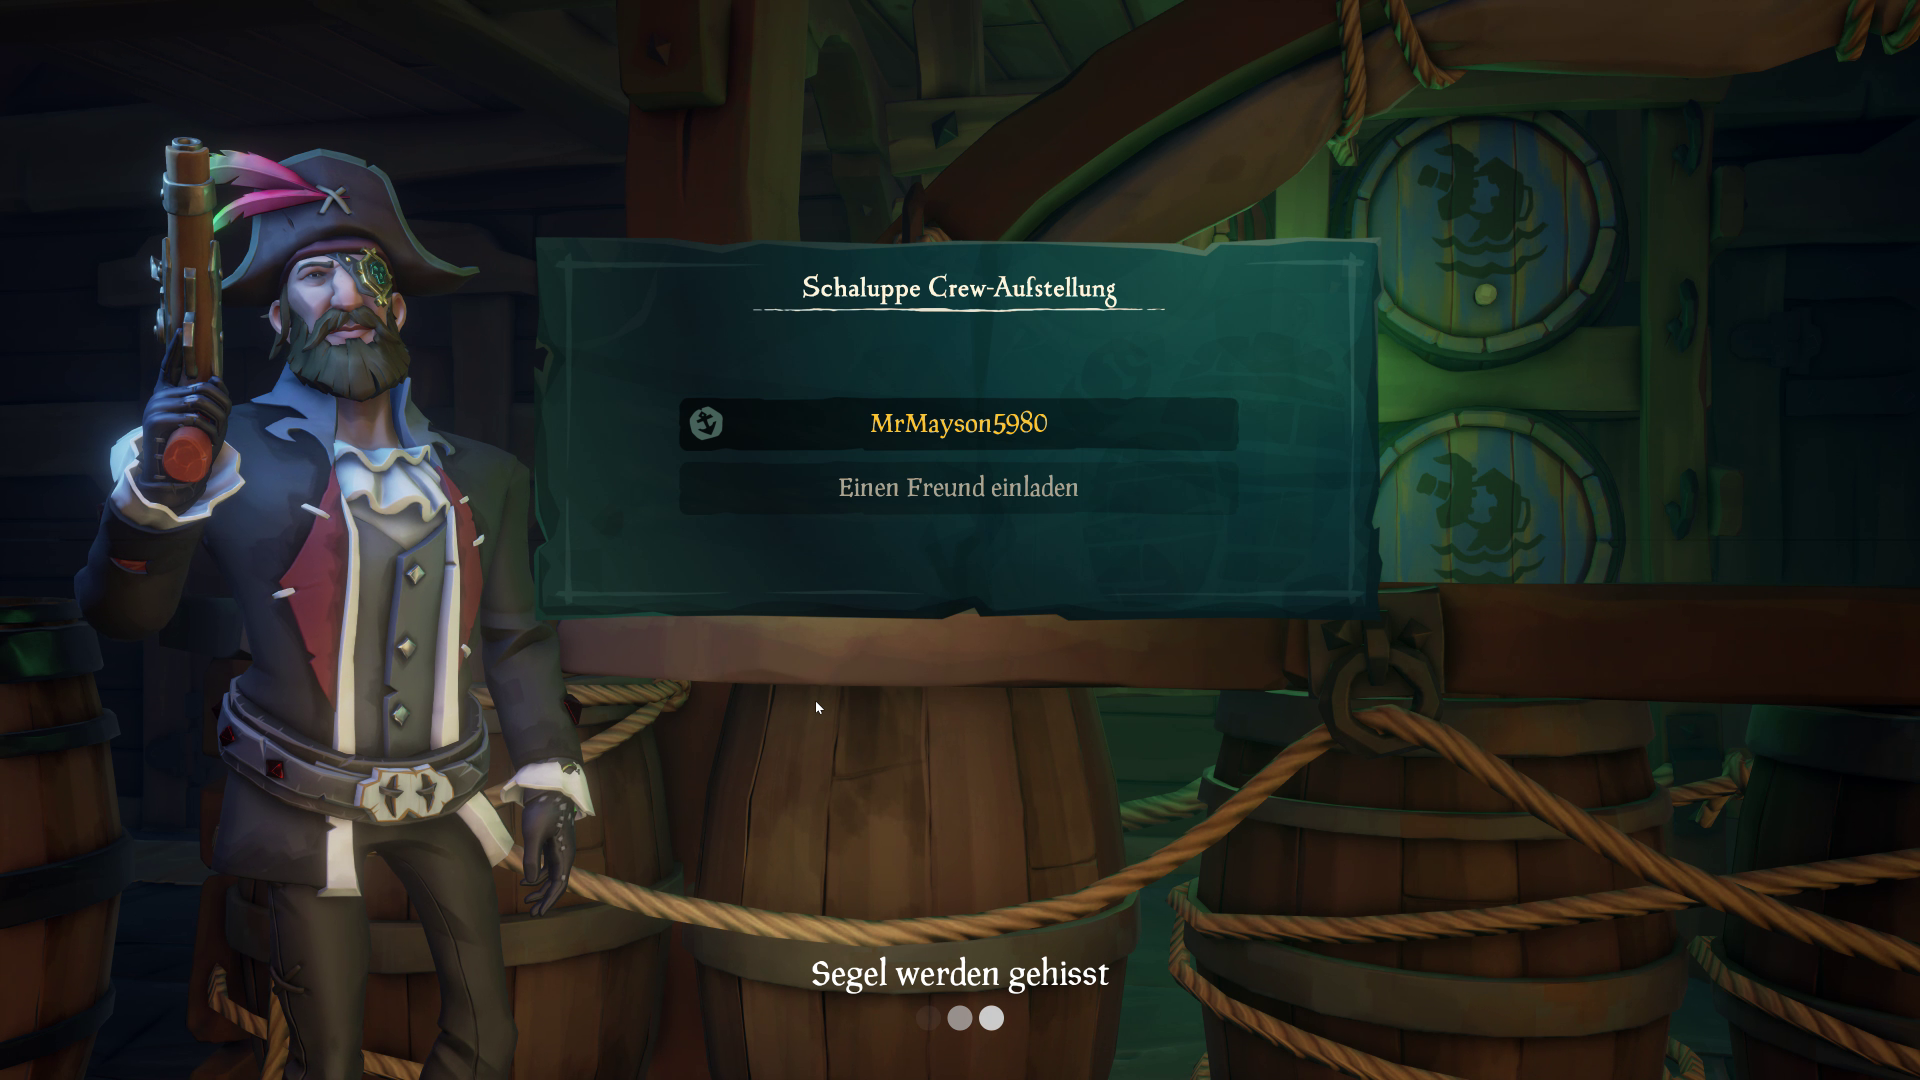 Schaluppe Crew-Aufstellung
MrMayson5980
Einen Freund einladen
Segel werden gehisst